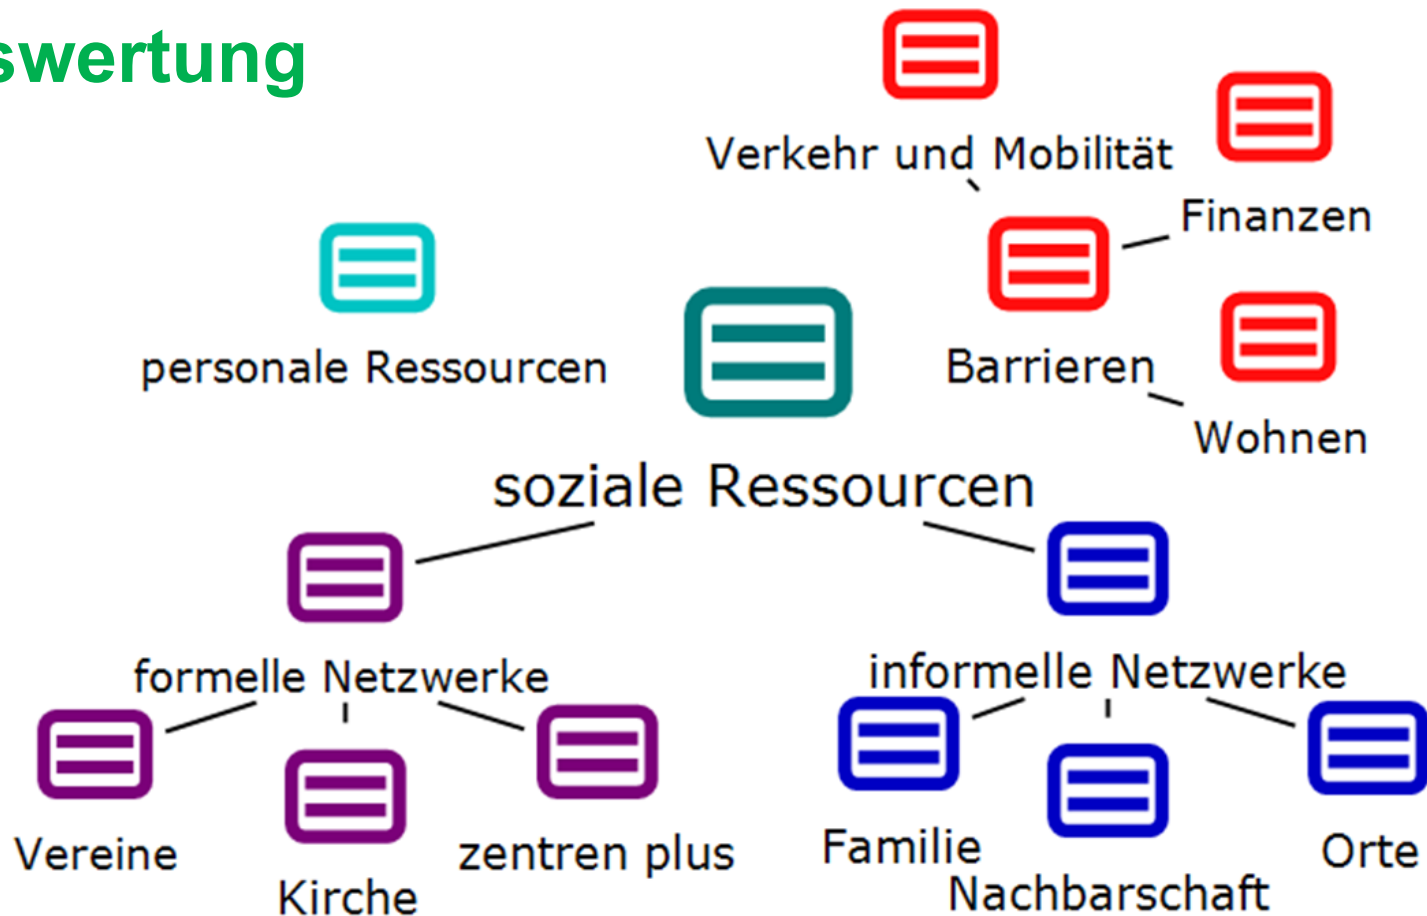 swertung
Verkehr und Mobilität
Finanzen
personale Ressourcen
Barrieren
Wohnen
soziale Ressourcen
formelle Netzwerke
informelle Netzwerke
Vereine
Kirche
zentren plus
Familie
Nachbarschaft
Orte